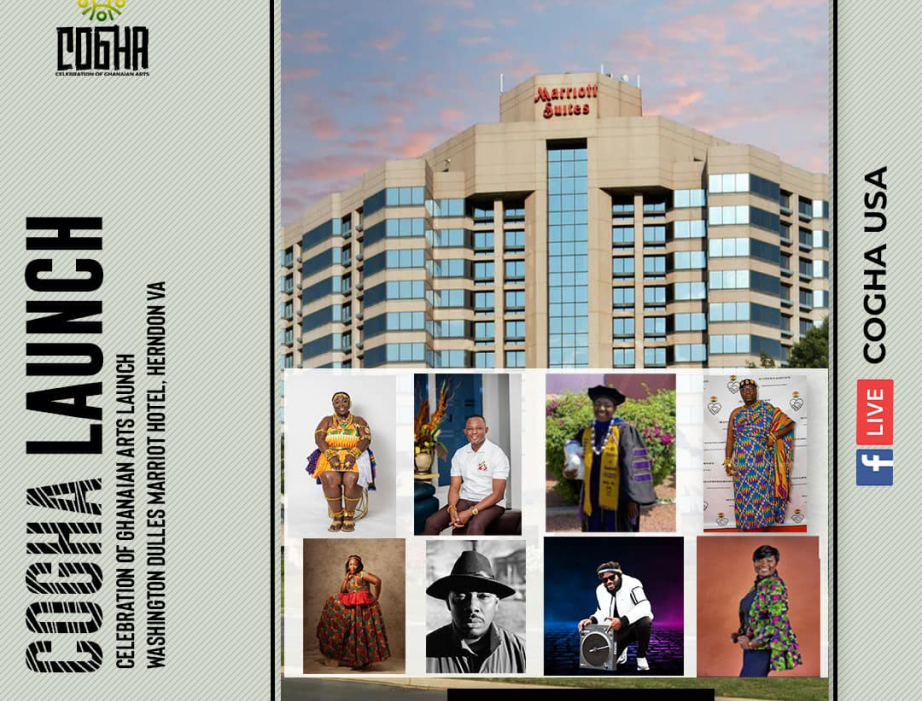 COGHA
CELEBRATION OF GHANAIAN ARTS
COGHA LAUNCH
CELEBRATION OF GHANAIAN ARTS LAUNCH
WASHINGTON DULLES MARRIOT HOTEL, HERNDON VA
Marriott
Suites
f LIVE COGHA USA